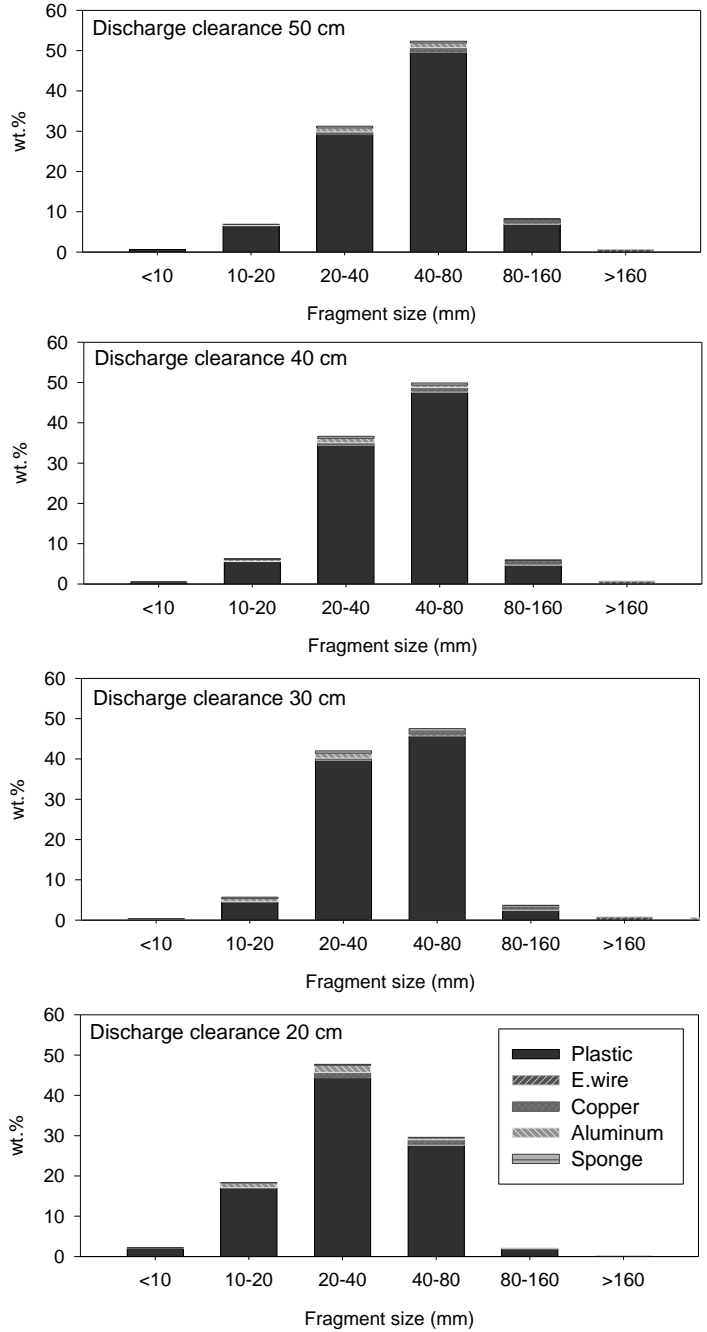 Discharge clearance 50 cm
60
50
40
30
20
10
0
wt.%
<10 10-20 20-40 40-80 80-160 >160
Fragment size (mm)
Discharge clearance 40 cm
60
50
40
30
20
10
0
wt.%
<10 10-20 20-40 40-80 80-160 >160
Fragment size (mm)
Discharge clearance 30 cm
60
50
40
30
20
10
0
wt.%
<10 10-20 20-40 40-80 80-160 >160
Fragment size (mm)
Discharge clearance 20 cm
60
50
40
30
20
10
0
wt.%
Plastic
E.wire
Copper
Aluminum
Sponge
<10 10-20 20-40 40-80 80-160 >160
Fragment size (mm)